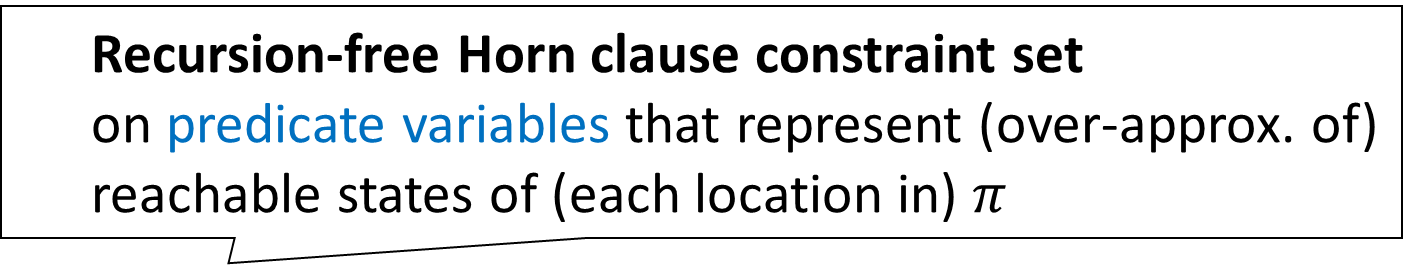 Recursion-free Horn clause constraint set
on predicate variables that represent (over-approx. of)
reachable states of (each location in) 𝜋